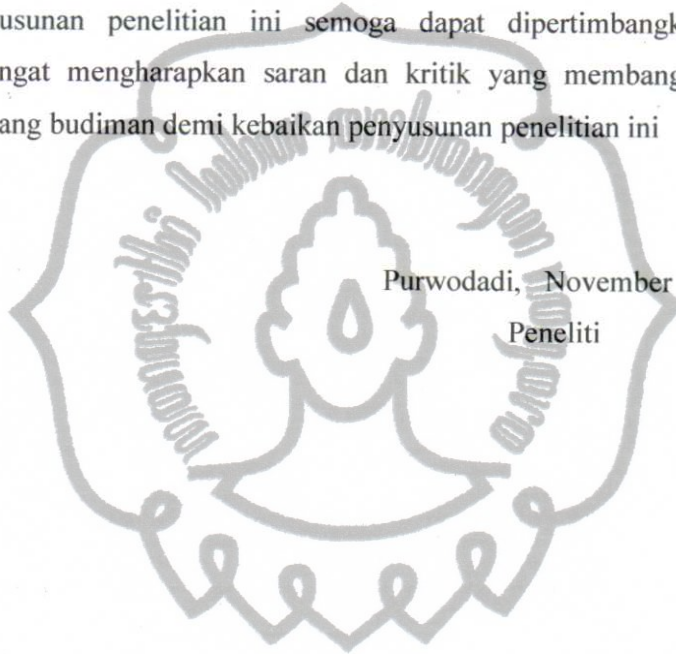 usunan penelitian ini semoga dapat dipertimbangk
ngat mengharapkan saran dan kritik yang membang
ang budiman demi kebaikan penyusunan penelitian ini
Purwodadi, November
Peneliti